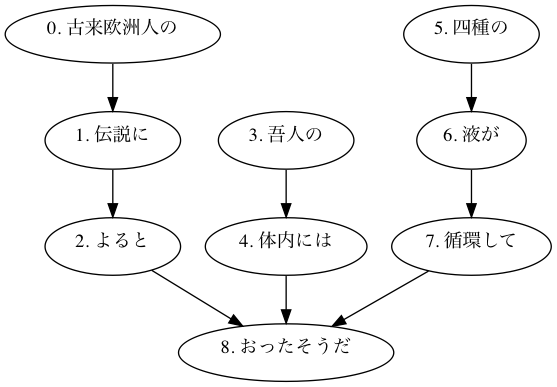 0. 古来欧洲人の
5. 四種の
1. 伝説に
3. 吾人の
6. 液が
2. よると
4. 体内には
7. 循環して
8. おったそうだ